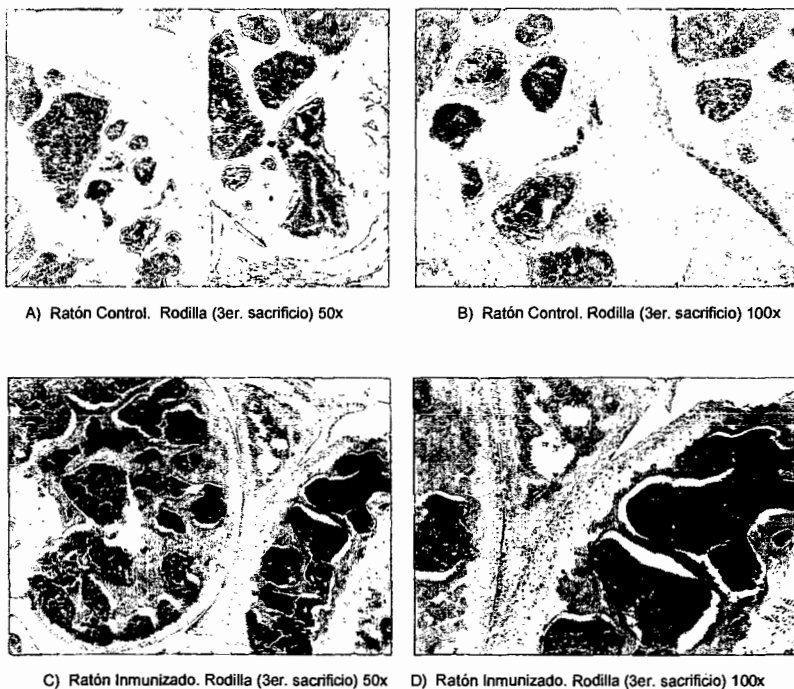 A) Ratón Control. Rodilla (3er. sacrificio) 50x
B) Ratón Control. Rodilla (3er. sacrificio) 100x
C) Ratón Inmunizado. Rodilla (3er. sacrificio) 50x
D) Ratón Inmunizado. Rodilla (3er. sacrificio) 100x